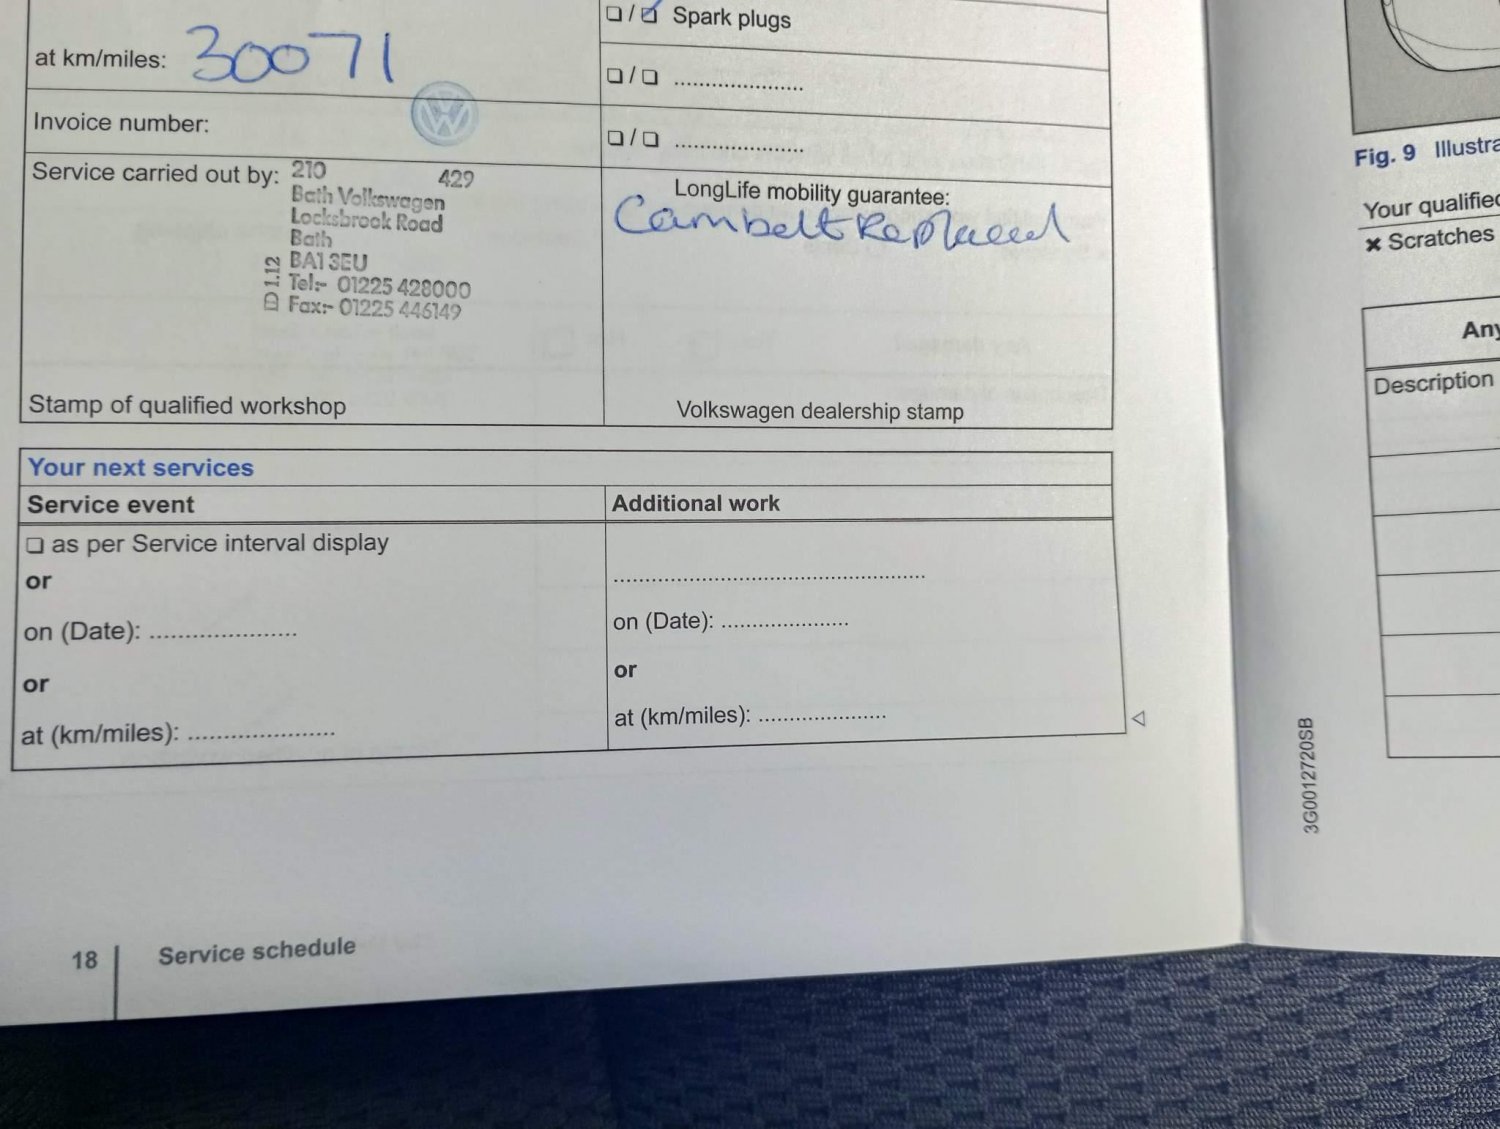 ❏ / ☑ Spark plugs
at km/miles: 30071
❏ / ❏ ......................
Invoice number:
❏ / ❏ ......................
Service carried out by: 210 429
Bath Volkswagen
Locksbrook Road
Bath
BA1 3EU
Tel:- 01225 428000
Fax:- 01225 446149
D 1.12
Stamp of qualified workshop
LongLife mobility guarantee:
Cambelt Replaced
Volkswagen dealership stamp
Your next services
Service event
Additional work
❏ as per Service interval display
or
on (Date): ......................
or
at (km/miles): ......................
.....................................................
on (Date): ......................
or
at (km/miles): ......................
18 Service schedule
Fig. 9 Illustra
Your qualified
✖ Scratches
Any
Description
3G0012720SB